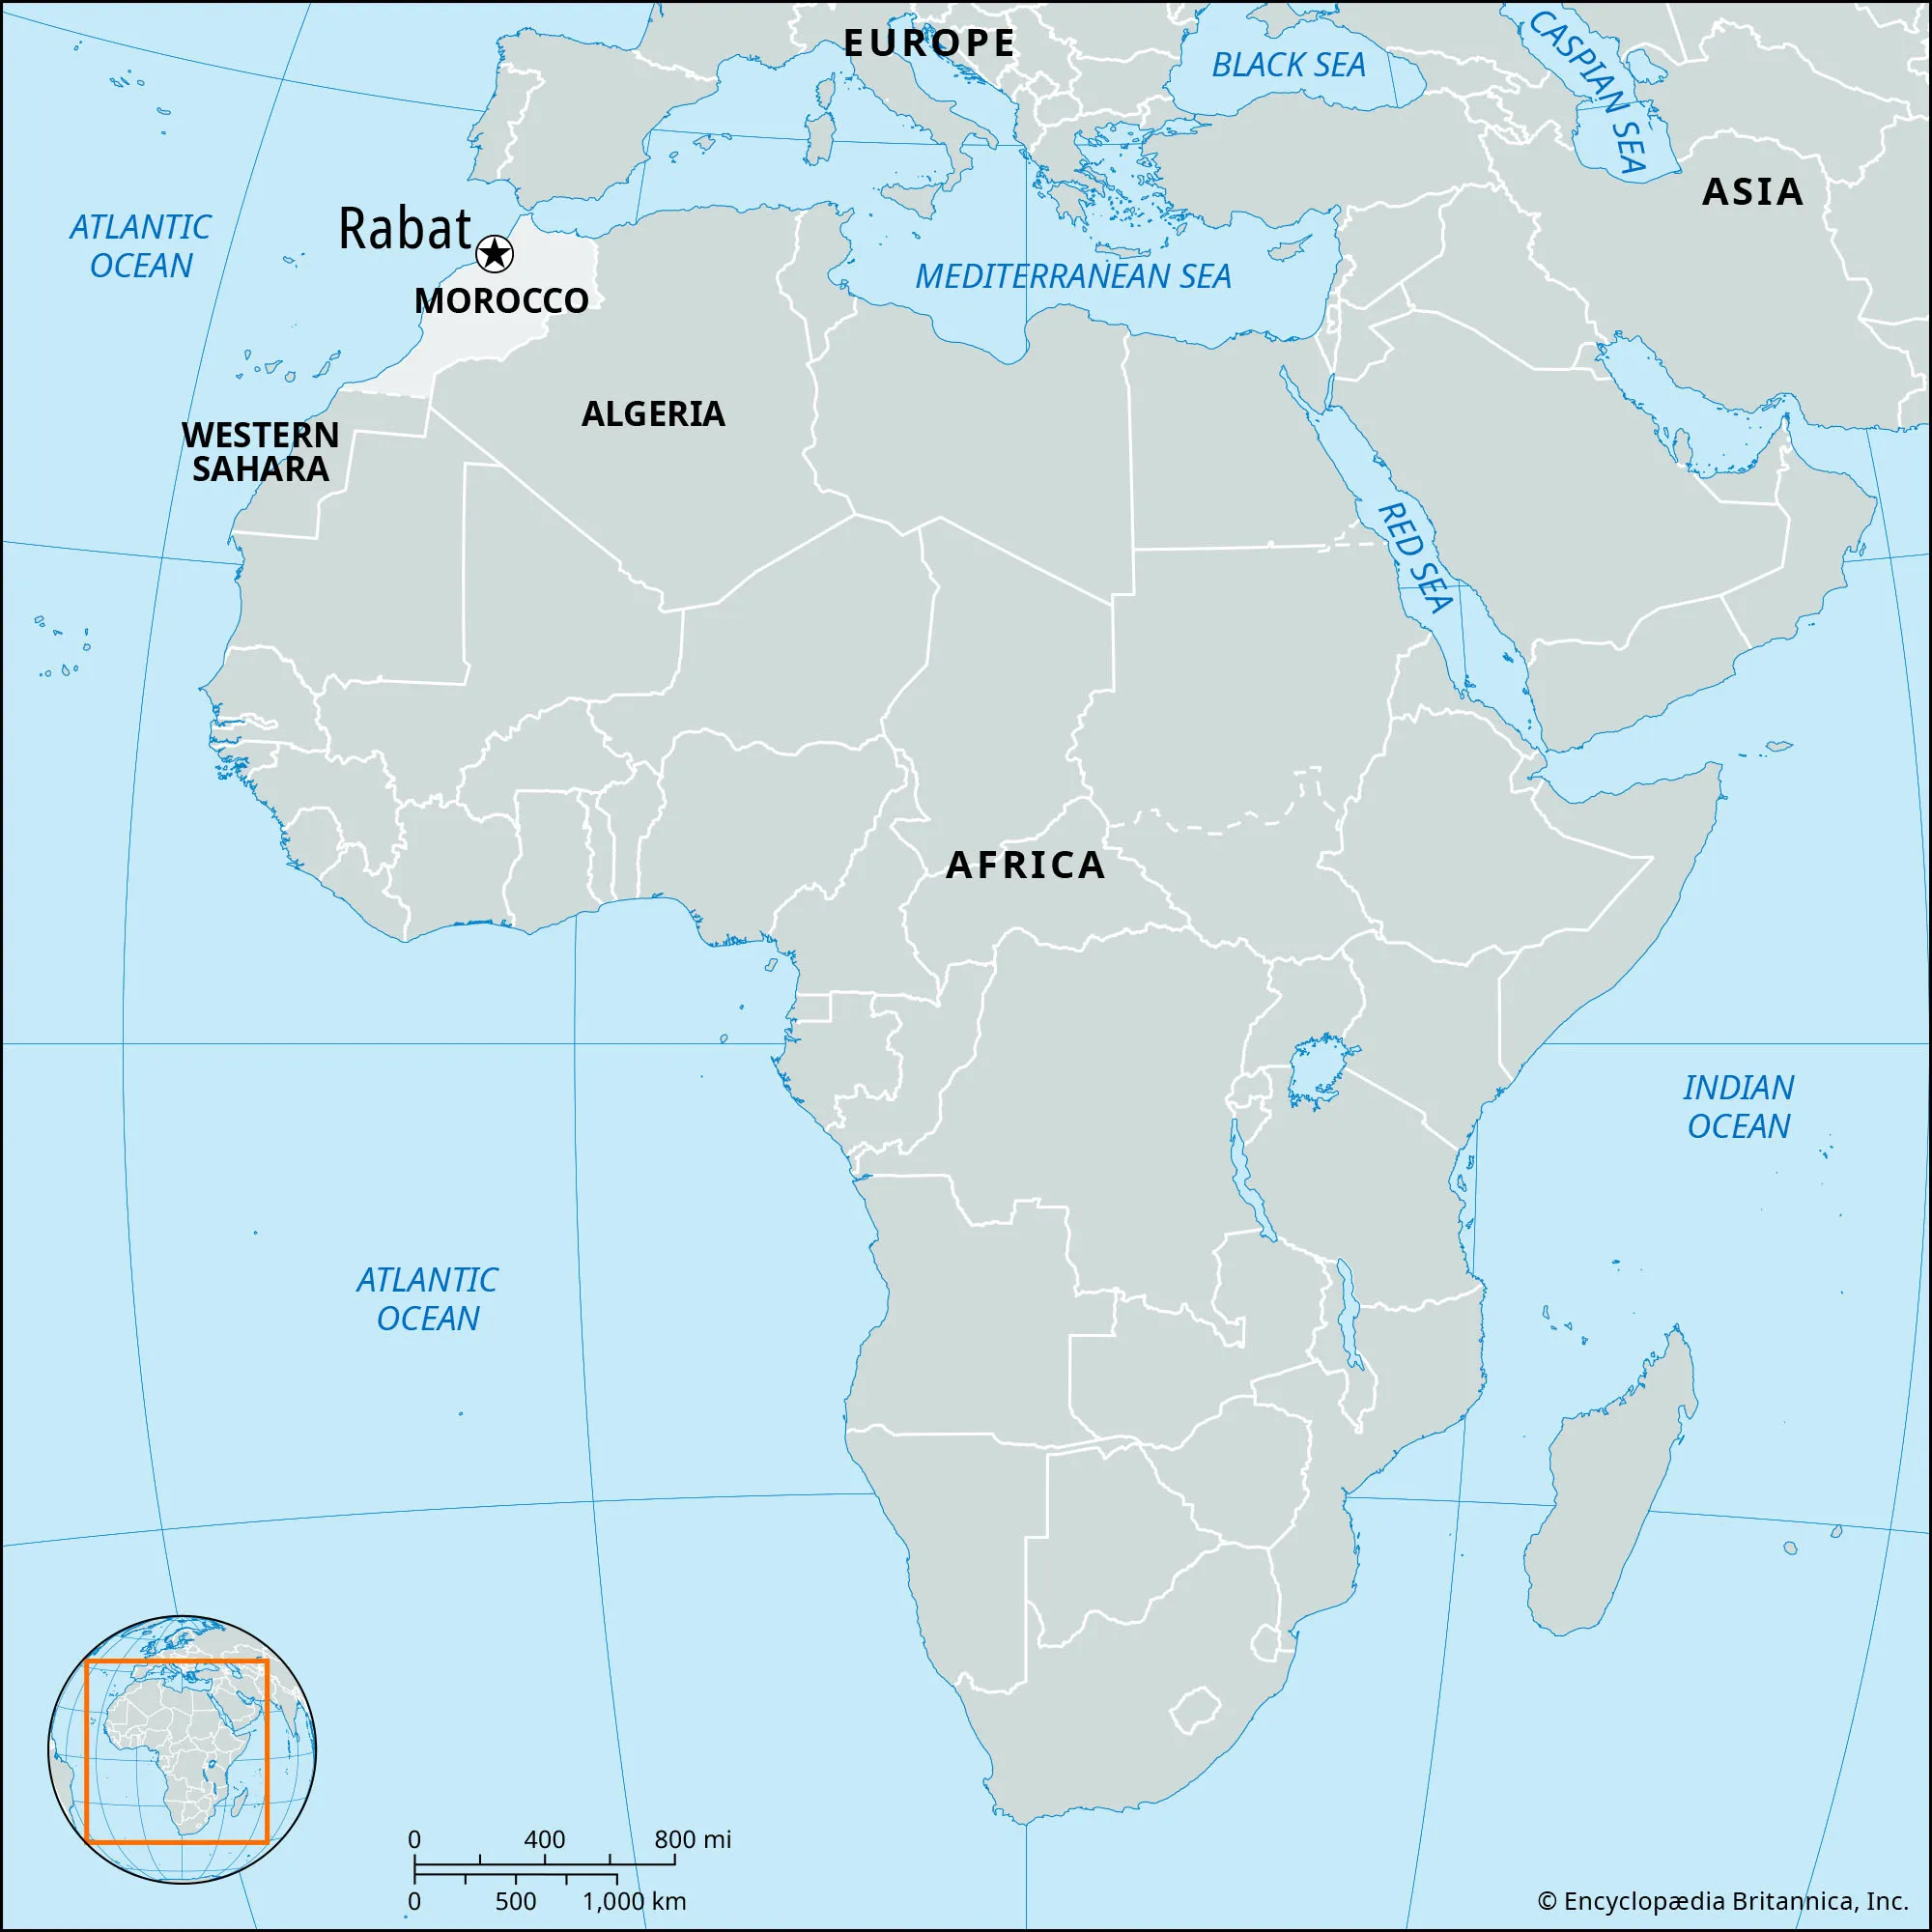 EUROPE
BLACK SEA
CASPIAN SEA
ASIA
ATLANTIC
OCEAN
Rabat
MEDITERRANEAN SEA
MOROCCO
ALGERIA
WESTERN
SAHARA
RED SEA
AFRICA
INDIAN
OCEAN
ATLANTIC
OCEAN
0 400 800 mi
0 500 1,000 km
© Encyclopædia Britannica, Inc.